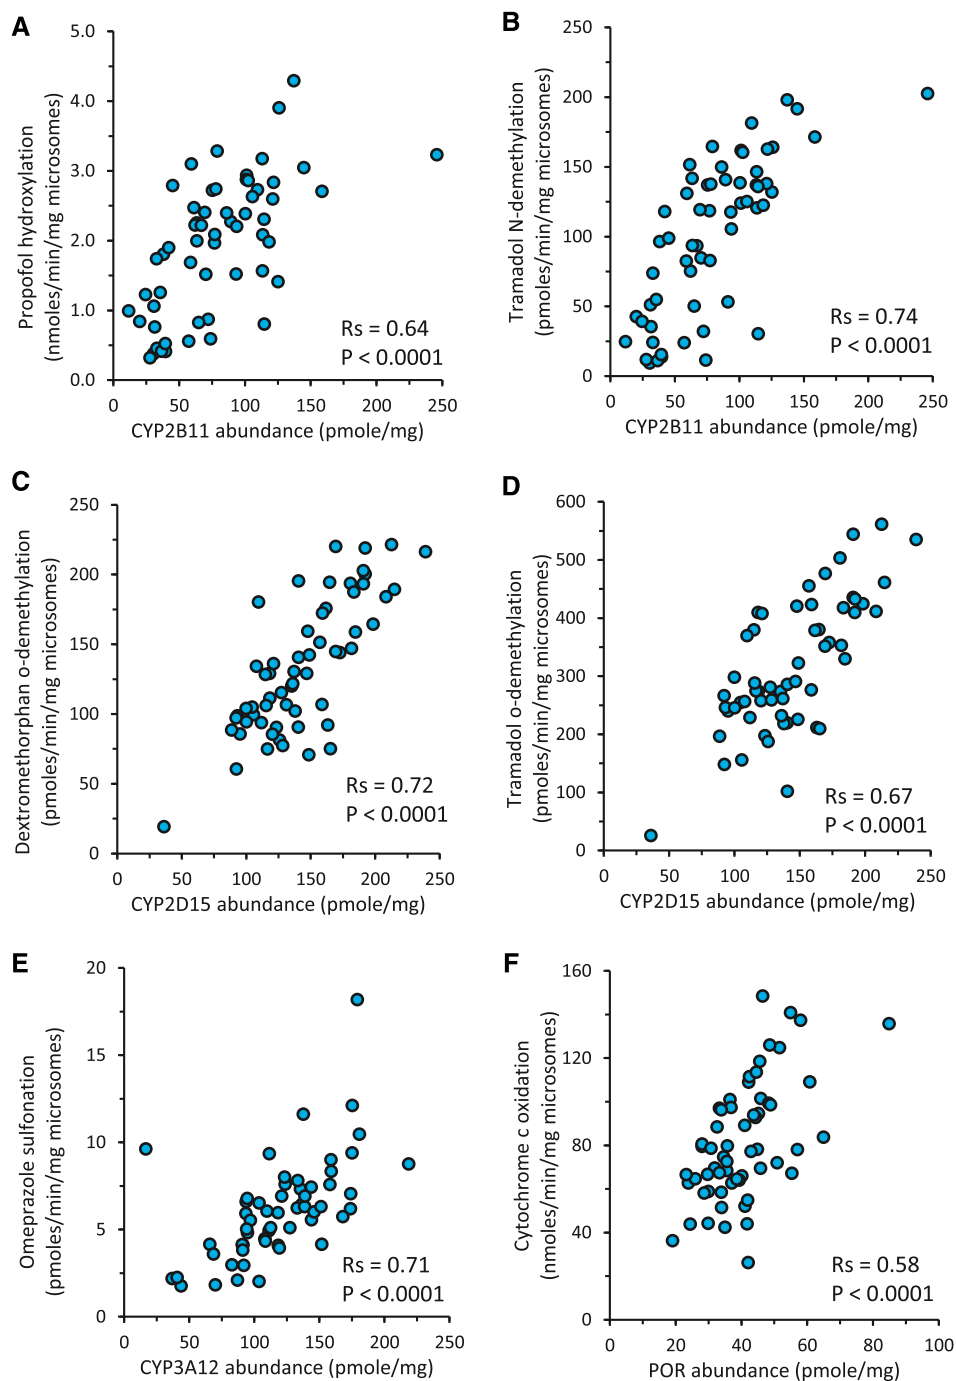 A
Propofol hydroxylation
(nmoles/min/mg microsomes)
5.0
4.0
3.0
2.0
1.0
0.0
Rs = 0.64
P < 0.0001
0 50 100 150 200 250
CYP2B11 abundance (pmole/mg)
B
Tramadol N-demethylation
(pmoles/min/mg microsomes)
250
200
150
100
50
0
Rs = 0.74
P < 0.0001
0 50 100 150 200 250
CYP2B11 abundance (pmole/mg)
C
Dextromethorphan o-demethylation
(pmoles/min/mg microsomes)
250
200
150
100
50
0
Rs = 0.72
P < 0.0001
0 50 100 150 200 250
CYP2D15 abundance (pmole/mg)
D
Tramadol o-demethylation
(pmoles/min/mg microsomes)
600
500
400
300
200
100
0
Rs = 0.67
P < 0.0001
0 50 100 150 200 250
CYP2D15 abundance (pmole/mg)
E
Omeprazole sulfonation
(pmoles/min/mg microsomes)
20
15
10
5
0
Rs = 0.71
P < 0.0001
0 50 100 150 200 250
CYP3A12 abundance (pmole/mg)
F
Cytochrome c oxidation
(nmoles/min/mg microsomes)
160
120
80
40
0
Rs = 0.58
P < 0.0001
0 20 40 60 80 100
POR abundance (pmole/mg)